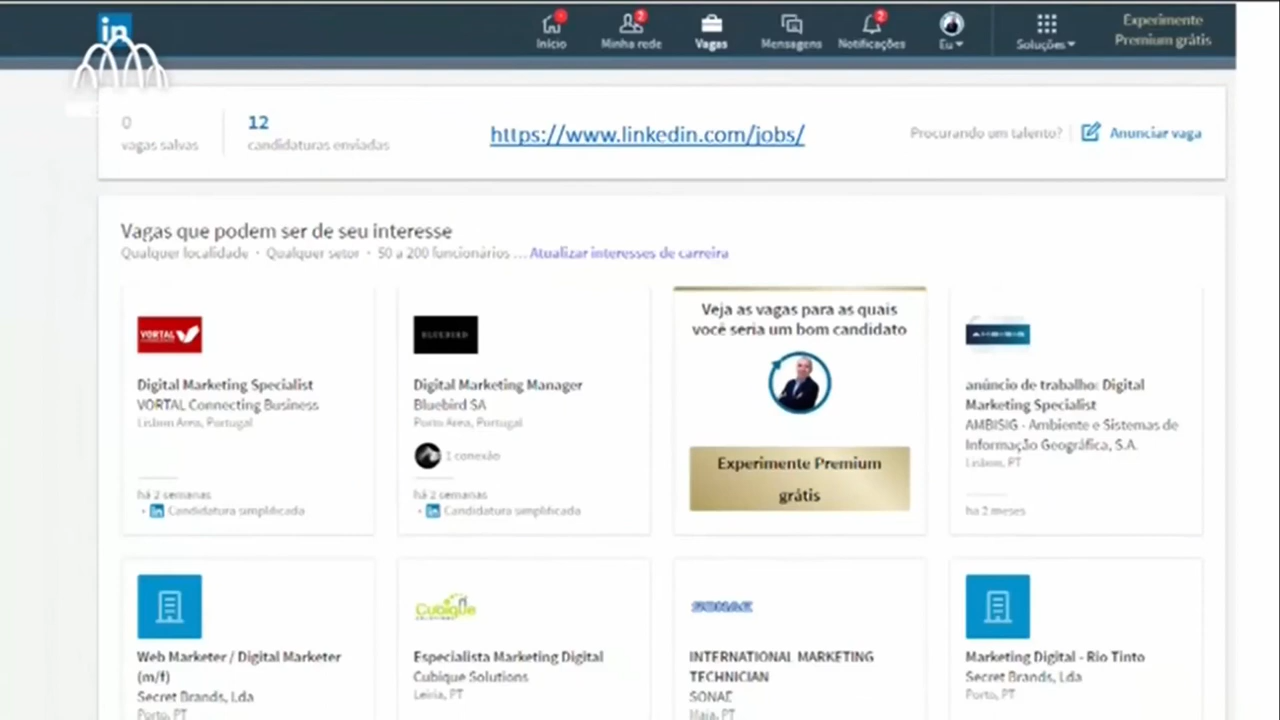 in
Início
Minha rede
2
Vagas
Mensagens
Notificações
2
Eu
Soluções
Experimente
Premium grátis
0
vagas salvas
12
candidaturas enviadas
https://www.linkedin.com/jobs/
Procurando um talento?
Anunciar vaga
Vagas que podem ser de seu interesse
Qualquer localidade · Qualquer setor · 50 a 200 funcionários ... Atualizar interesses de carreira
VORTAL
Digital Marketing Specialist
VORTAL Connecting Business
Lisbon Area, Portugal
há 2 semanas
· in Candidatura simplificada
BLUEBIRD
Digital Marketing Manager
Bluebird SA
Porto Area, Portugal
1 conexão
há 2 semanas
· in Candidatura simplificada
Veja as vagas para as quais
você seria um bom candidato
Experimente Premium
grátis
AMBISIG
anúncio de trabalho: Digital
Marketing Specialist
AMBISIG - Ambiente e Sistemas de
Informação Geográfica, S.A.
Lisbon, PT
há 2 meses
Web Marketer / Digital Marketer
(m/f)
Secret Brands, Lda
Porto, PT
Cubique
SOLUTIONS
Especialista Marketing Digital
Cubique Solutions
Leiria, PT
SONAE
INTERNATIONAL MARKETING
TECHNICIAN
SONAE
Maia, PT
Marketing Digital - Rio Tinto
Secret Brands, Lda
Porto, PT